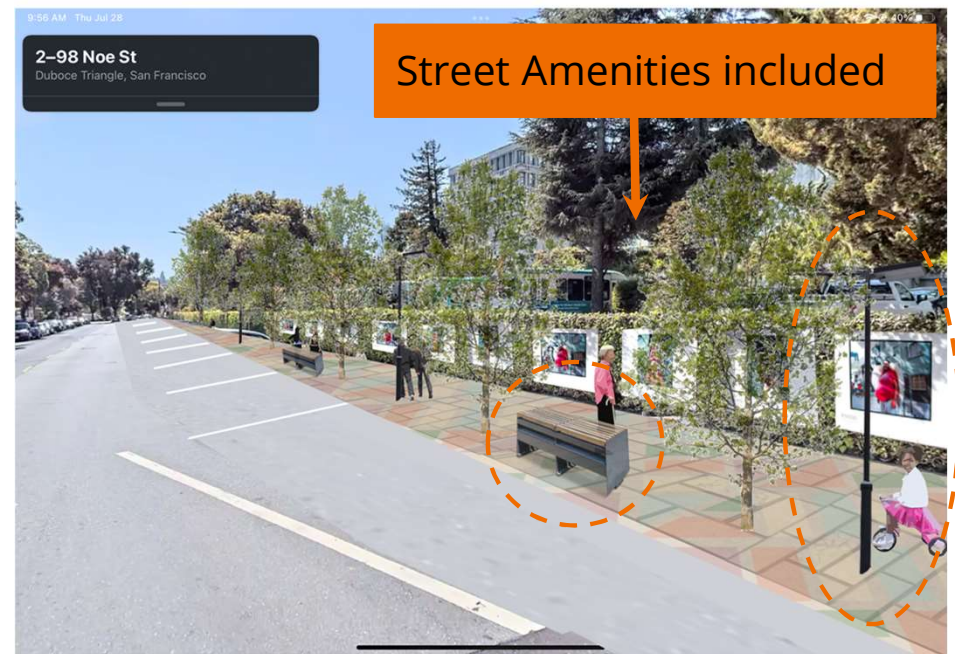 9:56 AM Thu Jul 28
40%
2–98 Noe St
Duboce Triangle, San Francisco
Street Amenities included